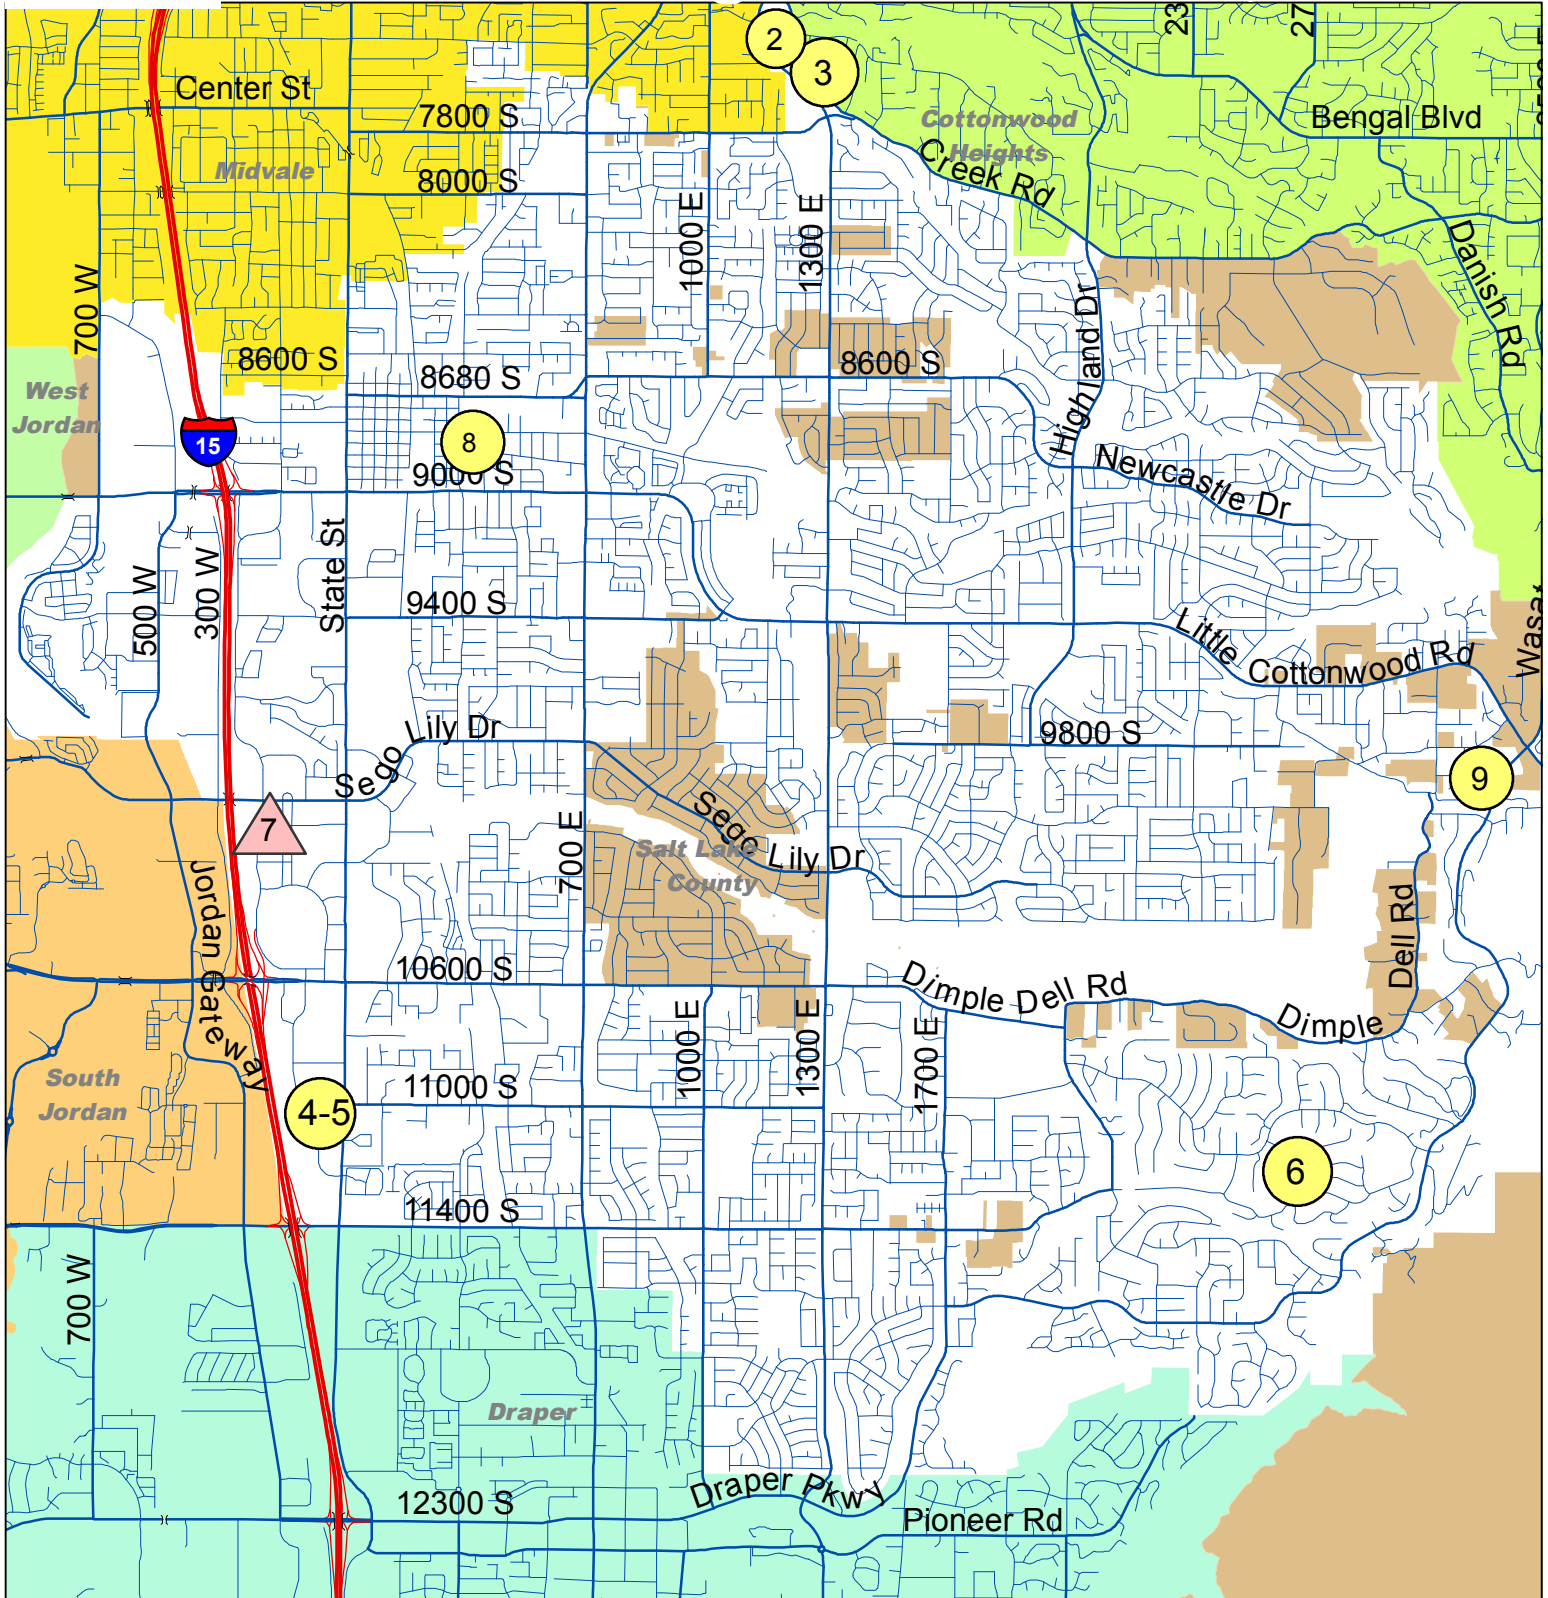 2
23
27
3
Center St
7800 S
Cottonwood
Heights
Bengal Blvd
Midvale
8000 S
Creek Rd
1000 E
1300 E
Danish Rd
700 W
Highland Dr
8600 S
8680 S
8600 S
West
Jordan
15
8
9000 S
Newcastle Dr
State St
300 W
500 W
9400 S
Little
Cottonwood Rd
Wasat
Sego Lily Dr
9800 S
9
7
Sego Lily Dr
700 E
Salt Lake
County
Jordan Gateway
Dell Rd
10600 S
Dimple Dell Rd
Dimple
1000 E
1300 E
1700 E
South
Jordan
11000 S
4-5
6
11400 S
700 W
Draper
12300 S
Draper Pkwy
Pioneer Rd